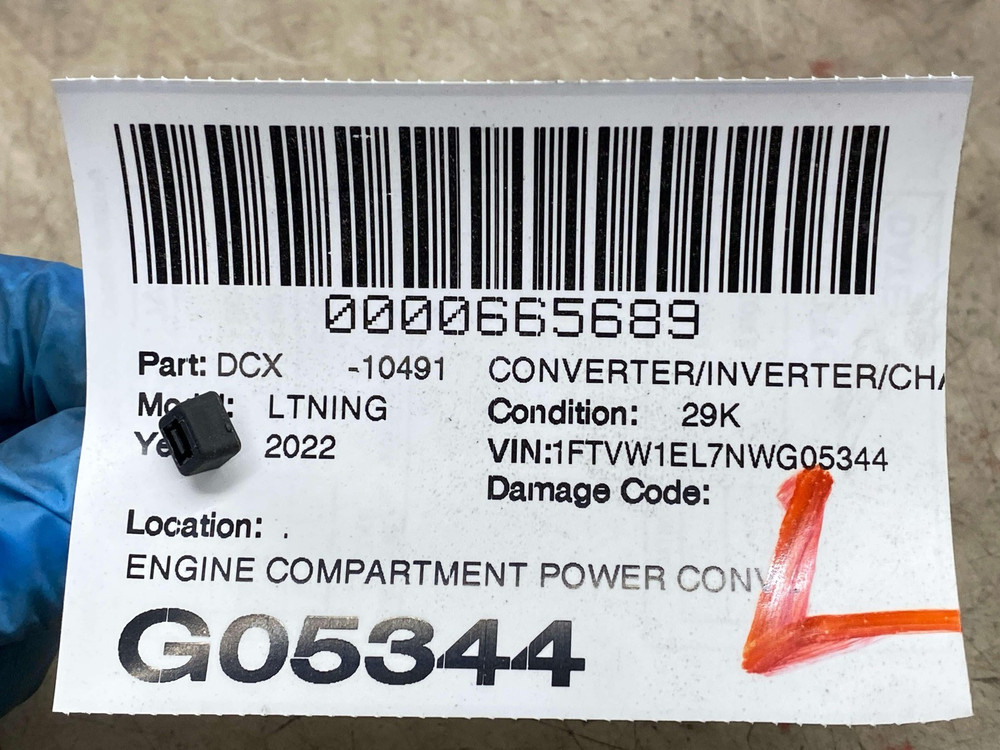 0000665689
Part: DCX -10491 CONVERTER/INVERTER/CH
LTNING Condition: 29K
2022 VIN:1FTVW1EL7NWG05344
Damage Code:
Location: .
ENGINE COMPARTMENT POWER CONV
G05344
L